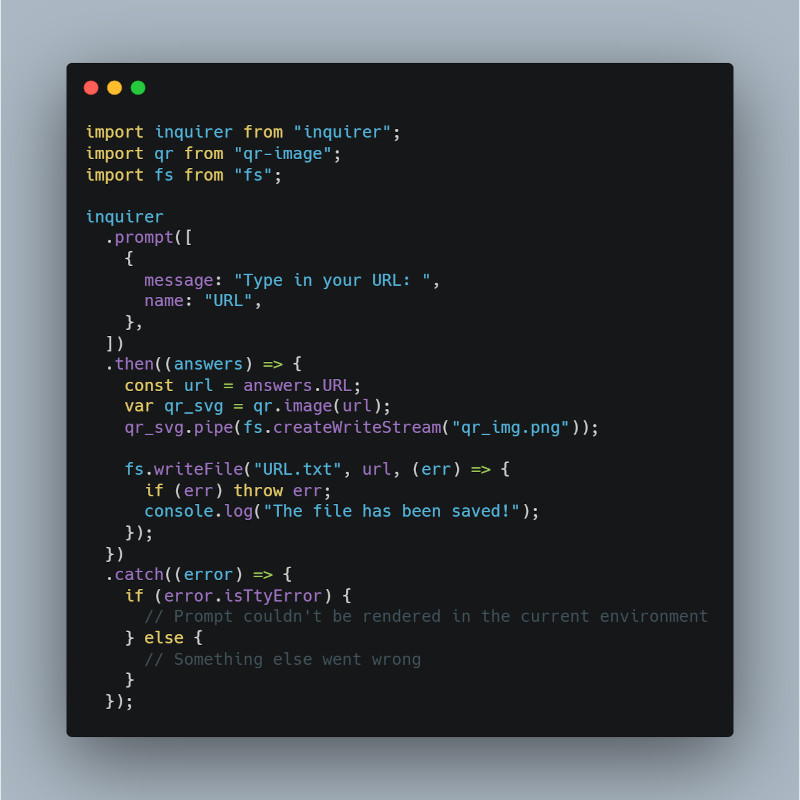 import inquirer from "inquirer";
import qr from "qr-image";
import fs from "fs";

inquirer
  .prompt([
    {
      message: "Type in your URL: ",
      name: "URL",
    },
  ])
  .then((answers) => {
    const url = answers.URL;
    var qr_svg = qr.image(url);
    qr_svg.pipe(fs.createWriteStream("qr_img.png"));

    fs.writeFile("URL.txt", url, (err) => {
      if (err) throw err;
      console.log("The file has been saved!");
    });
  })
  .catch((error) => {
    if (error.isTtyError) {
      // Prompt couldn't be rendered in the current environment
    } else {
      // Something else went wrong
    }
  });